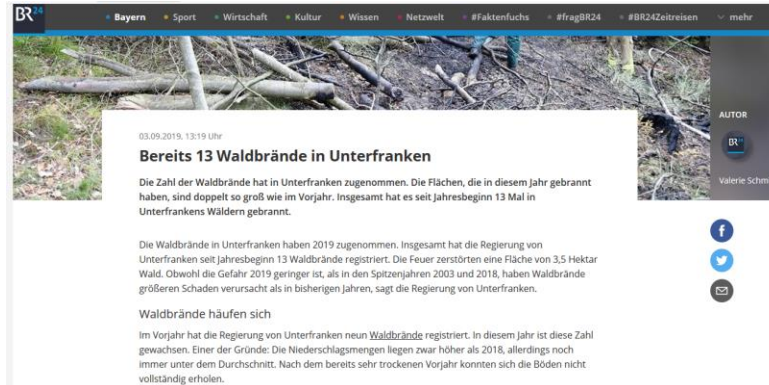 BR24
Bayern Sport Wirtschaft Kultur Wissen Netzwelt #Faktenfuchs #fragBR24 #BR24Zeitreisen mehr
AUTOR
BR24
Valerie Schm
03.09.2019, 13:19 Uhr
Bereits 13 Waldbrände in Unterfranken
Die Zahl der Waldbrände hat in Unterfranken zugenommen. Die Flächen, die in diesem Jahr gebrannt
haben, sind doppelt so groß wie im Vorjahr. Insgesamt hat es seit Jahresbeginn 13 Mal in
Unterfrankens Wäldern gebrannt.
Die Waldbrände in Unterfranken haben 2019 zugenommen. Insgesamt hat die Regierung von
Unterfranken seit Jahresbeginn 13 Waldbrände registriert. Die Feuer zerstörten eine Fläche von 3,5 Hektar
Wald. Obwohl die Gefahr 2019 geringer ist, als in den Spitzenjahren 2003 und 2018, haben Waldbrände
größeren Schaden verursacht als in bisherigen Jahren, sagt die Regierung von Unterfranken.
Waldbrände häufen sich
Im Vorjahr hat die Regierung von Unterfranken neun Waldbrände registriert. In diesem Jahr ist diese Zahl
gewachsen. Einer der Gründe: Die Niederschlagsmengen liegen zwar höher als 2018, allerdings noch
immer unter dem Durchschnitt. Nach dem bereits sehr trockenen Vorjahr konnten sich die Böden nicht
vollständig erholen.